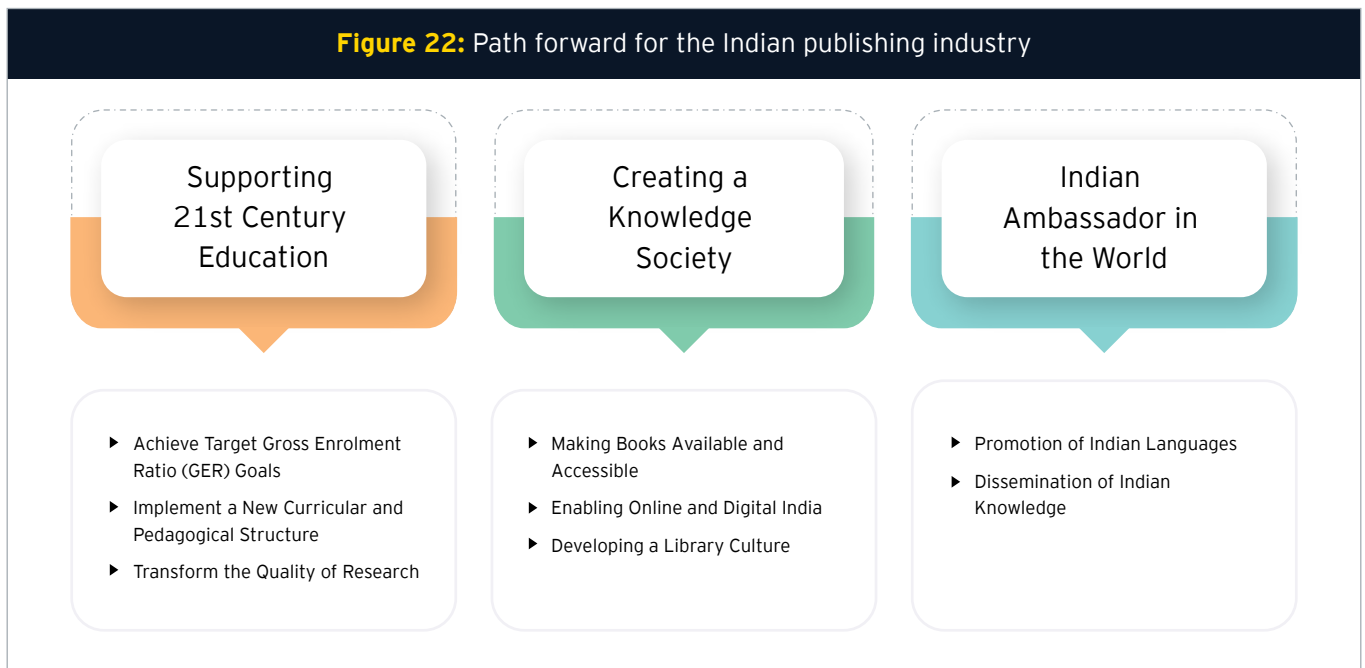 Figure 22: Path forward for the Indian publishing industry
Supporting
21st Century
Education
Creating a
Knowledge
Society
Indian
Ambassador in
the World
Achieve Target Gross Enrolment
Ratio (GER) Goals
Implement a New Curricular and
Pedagogical Structure
Transform the Quality of Research
Making Books Available and
Accessible
Enabling Online and Digital India
Developing a Library Culture
Promotion of Indian Languages
Dissemination of Indian
Knowledge